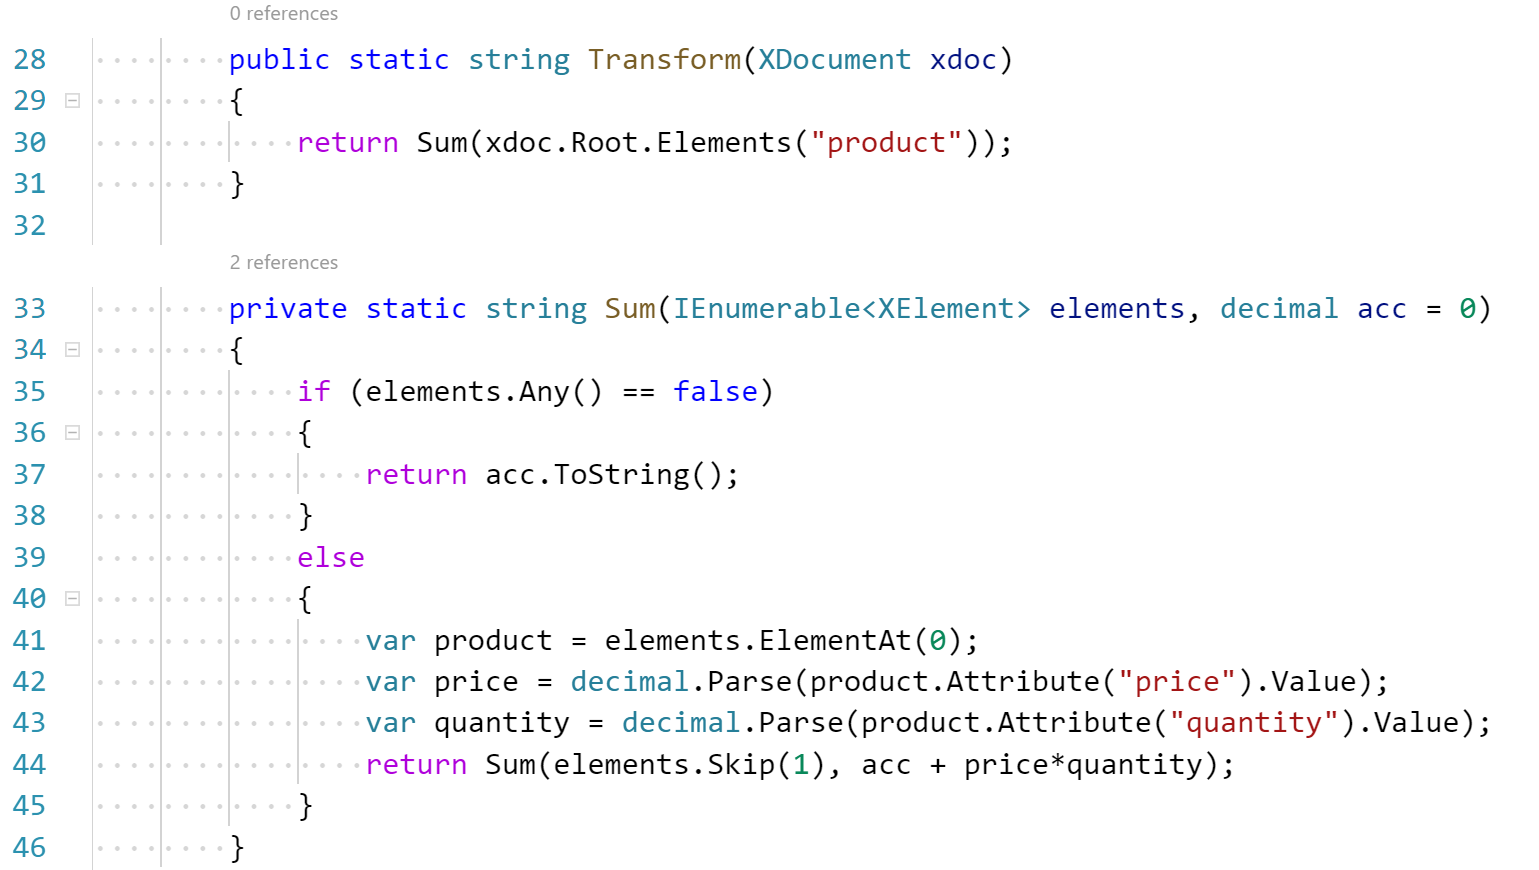 0 references
28 public static string Transform(XDocument xdoc)
29 {
30 return Sum(xdoc.Root.Elements("product"));
31 }
32
2 references
33 private static string Sum(IEnumerable<XElement> elements, decimal acc = 0)
34 {
35 if (elements.Any() == false)
36 {
37 return acc.ToString();
38 }
39 else
40 {
41 var product = elements.ElementAt(0);
42 var price = decimal.Parse(product.Attribute("price").Value);
43 var quantity = decimal.Parse(product.Attribute("quantity").Value);
44 return Sum(elements.Skip(1), acc + price*quantity);
45 }
46 }